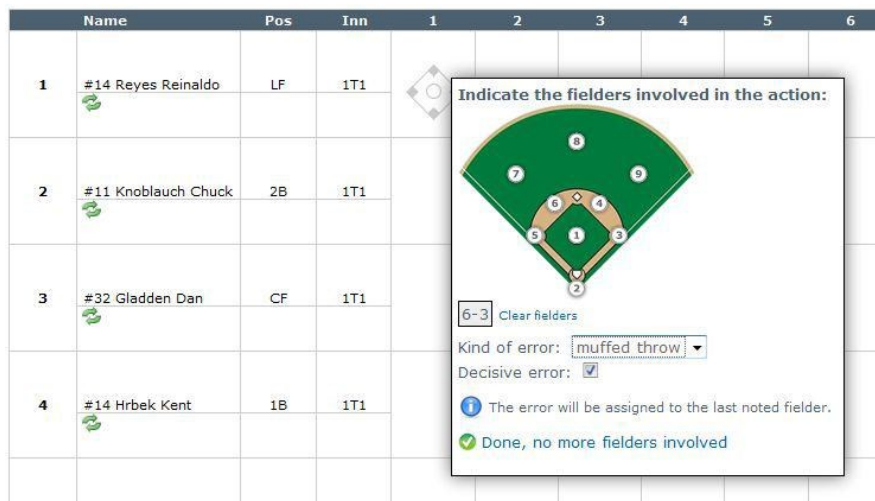 Name Pos Inn 1 2 3 4 5 6
1 #14 Reyes Reinaldo LF 1T1
2 #11 Knoblauch Chuck 2B 1T1
3 #32 Gladden Dan CF 1T1
4 #14 Hrbek Kent 1B 1T1
Indicate the fielders involved in the action:
8
7 9
6 4
5 1 3
2
6-3 Clear fielders
Kind of error: muffed throw
Decisive error:
The error will be assigned to the last noted fielder.
Done, no more fielders involved